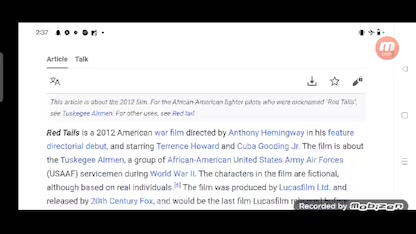 2:37
Article Talk
This article is about the 2012 film. For the African-American fighter pilots who were nicknamed "Red Tails",
see Tuskegee Airmen. For other uses, see Red tail.
Red Tails is a 2012 American war film directed by Anthony Hemingway in his feature
directorial debut, and starring Terrence Howard and Cuba Gooding Jr. The film is about
the Tuskegee Airmen, a group of African-American United States Army Air Forces
(USAAF) servicemen during World War II. The characters in the film are fictional,
although based on real individuals.[6] The film was produced by Lucasfilm Ltd. and
released by 20th Century Fox, and would be the last film Lucasfilm released before
Recorded by Mobizen